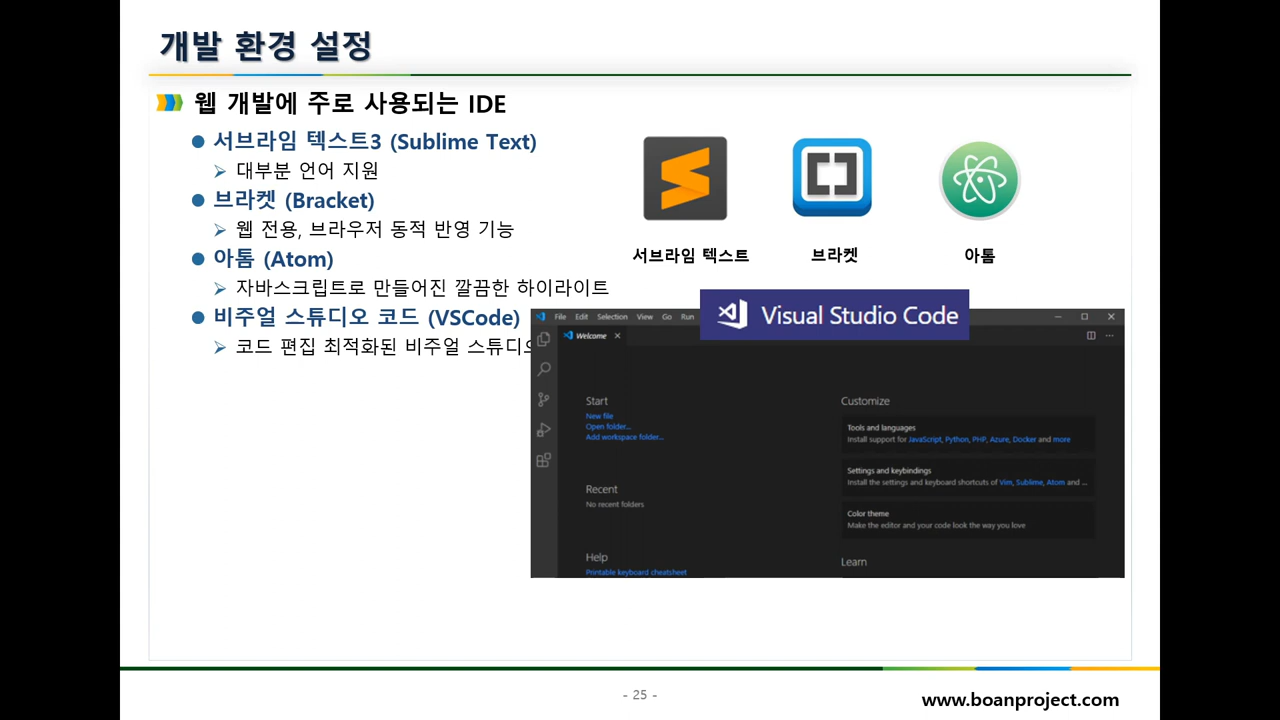 개발 환경 설정
웹 개발에 주로 사용되는 IDE
서브라임 텍스트3 (Sublime Text)
대부분 언어 지원
브라켓 (Bracket)
웹 전용, 브라우저 동적 반영 기능
아톰 (Atom)
자바스크립트로 만들어진 깔끔한 하이라이트
비주얼 스튜디오 코드 (VSCode)
코드 편집 최적화된 비주얼
서브라임 텍스트
브라켓
아톰
Visual Studio Code
File Edit Selection View Go Run
Welcome
Start
New file
Open folder...
Add workspace folder...
Recent
No recent folders
Help
Printable keyboard cheatsheet
Customize
Tools and languages
Install support for JavaScript, Python, PHP, Azure, Docker and more
Settings and keybindings
Install the settings and keyboard shortcuts of Vim, Sublime, Atom and ...
Color theme
Make the editor and your code look the way you love
Learn
- 25 -
www.boanproject.com